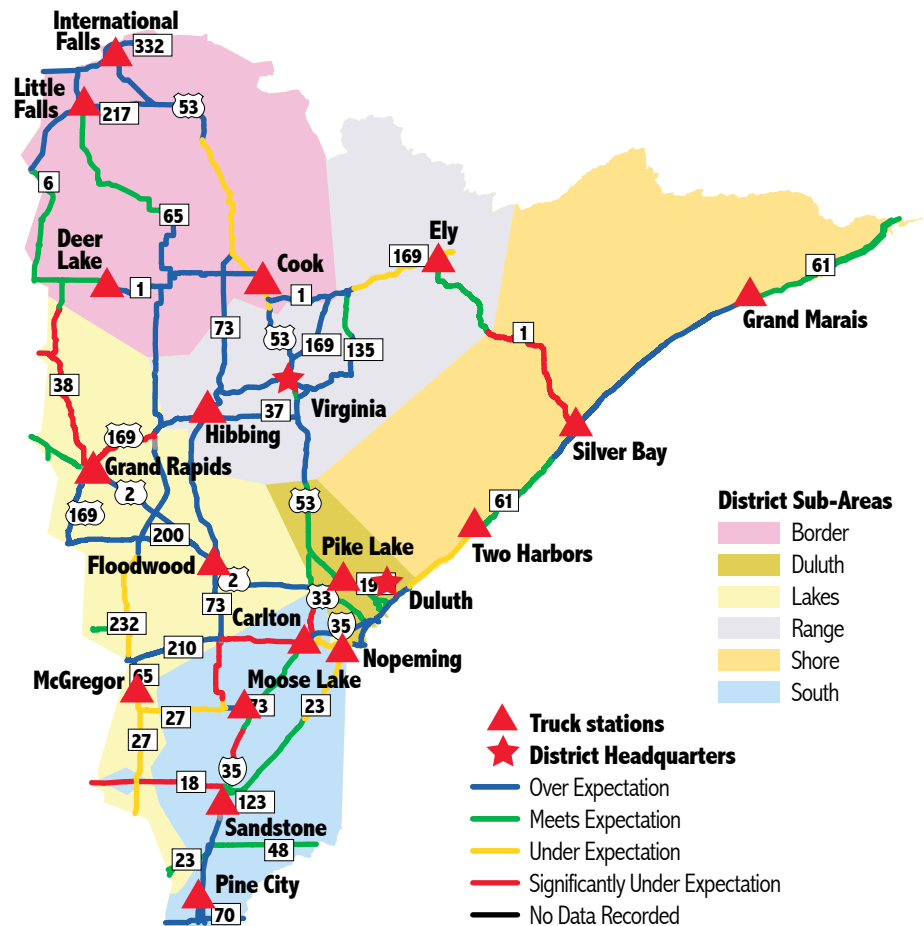 International
Falls
332
Little
Falls
217
53
6
65
Deer
Lake
1
Cook
1
Ely
169
61
Grand Marais
73
53
169
135
1
38
Virginia
37
Hibbing
Silver Bay
169
Grand Rapids
2
169
53
61
200
Pike Lake
Two Harbors
Floodwood
2
19
33
Duluth
73
Carlton
35
232
210
Nopeming
McGregor
65
Moose Lake
73
23
27
27
35
18
123
Sandstone
48
23
Pine City
70
District Sub-Areas
Border
Duluth
Lakes
Range
Shore
South
Truck stations
District Headquarters
Over Expectation
Meets Expectation
Under Expectation
Significantly Under Expectation
No Data Recorded